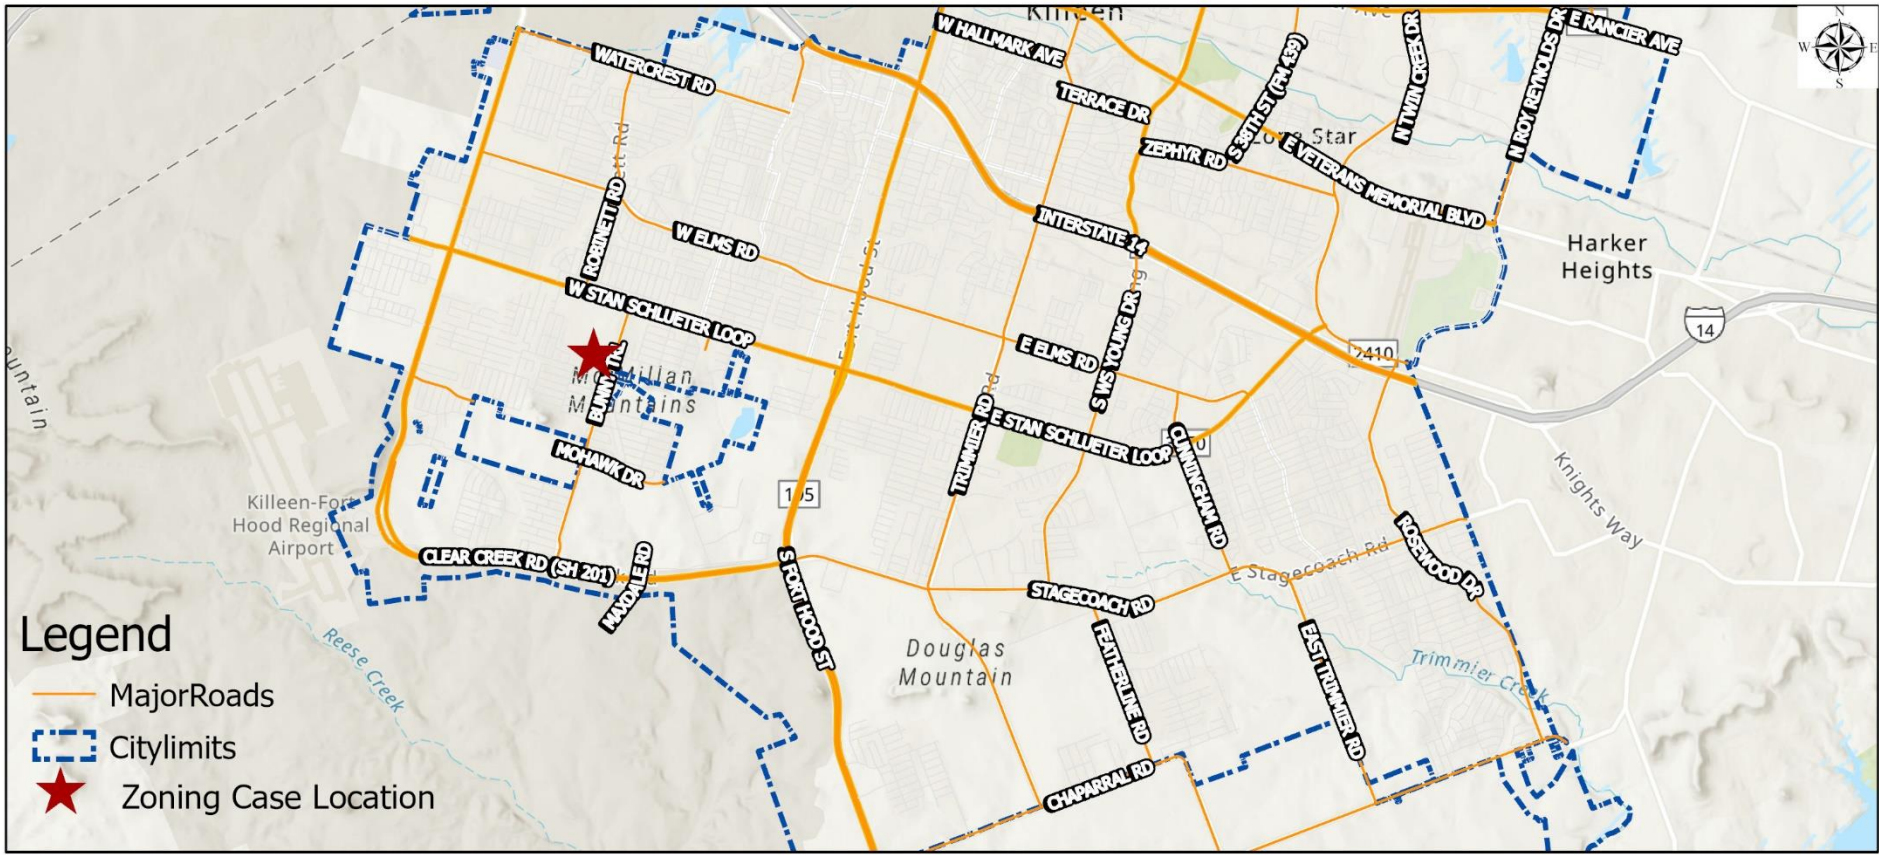 Killeen
N
W
E
S
W HALLMARK AVE
E RANCIER AVE
WATERCREST RD
TERRACE DR
S 38TH ST (FM 439)
N TWIN CREEK DR
N ROY REYNOLDS DR
Star
ZEPHYR RD
E VETERANS MEMORIAL BLVD
ROBINETT RD
W ELMS RD
INTERSTATE 14
Harker
Heights
W STAN SCHLUETER LOOP
14
S WS YOUNG DR
E ELMS RD
2410
Mountains
BUNNY TRL
TRIMMIER RD
E STAN SCHLUETER LOOP
CUNNINGHAM RD
MOHAWK DR
195
Knights Way
Killeen-Fort
Hood Regional
Airport
CLEAR CREEK RD (SH 201)
MAXDALE RD
S FORT HOOD ST
E Stagecoach Rd
ROSEWOOD DR
STAGECOACH RD
Douglas
Mountain
FEATHERLINE RD
EAST TRIMMIER RD
Trimmier Creek
Reese Creek
CHAPARRAL RD
Legend
MajorRoads
Citylimits
Zoning Case Location